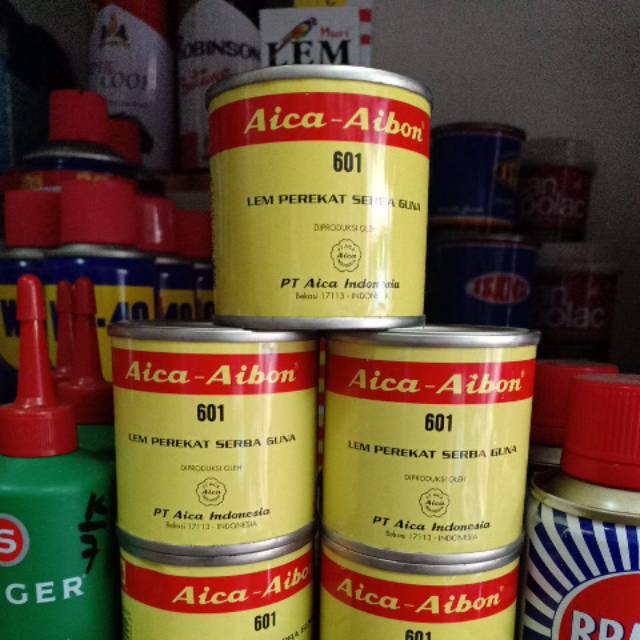 ROBINSON
Muri
LEM
Aica-Aibon
601
LEM PEREKAT SERBA GUNA
DIPRODUKSI OLEH
Aica
PT Aica Indonesia
Bekasi 17113 - INDONESIA
Aica-Aibon
601
LEM PEREKAT SERBA GUNA
DIPRODUKSI OLEH
Aica
PT Aica Indonesia
Bekasi 17113 - INDONESIA
Aica-Aibon
601
LEM PEREKAT SERBA GUNA
DIPRODUKSI OLEH
Aica
PT Aica Indonesia
Bekasi 17113 - INDONESIA
Aica-Aibon
601
Aica-Aibon
601
-40
S
GER